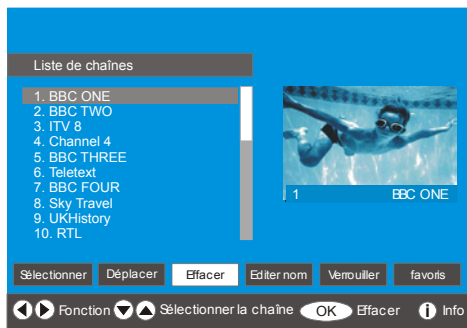 Liste de chaînes
1. BBC ONE
2. BBC TWO
3. ITV 8
4. Channel 4
5. BBC THREE
6. Teletext
7. BBC FOUR
8. Sky Travel
9. UKHistory
10. RTL
1 BBC ONE
Sélectionner Déplacer Effacer Editer nom Verrouiller favoris
Fonction Sélectionner la chaîne OK Effacer i Info